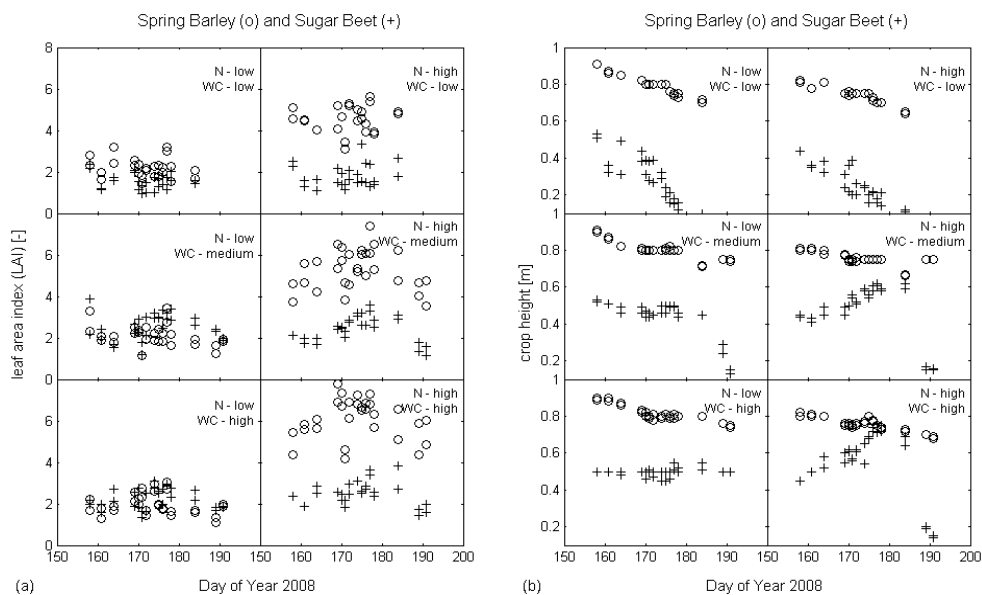 Spring Barley (o) and Sugar Beet (+)
8
N - low
WC - low
N - high
WC - low
6
4
2
0
N - low
WC - medium
N - high
WC - medium
6
4
2
0
N - low
WC - high
N - high
WC - high
6
4
2
0
150 160 170 180 190 150 160 170 180 190 200
leaf area index (LAI) [-]
(a)
Day of Year 2008
Spring Barley (o) and Sugar Beet (+)
1
N - low
WC - low
N - high
WC - low
0.8
0.6
0.4
0.2
1
N - low
WC - medium
N - high
WC - medium
0.8
0.6
0.4
0.2
1
N - low
WC - high
N - high
WC - high
0.8
0.6
0.4
0.2
150 160 170 180 190 150 160 170 180 190 200
crop height [m]
(b)
Day of Year 2008